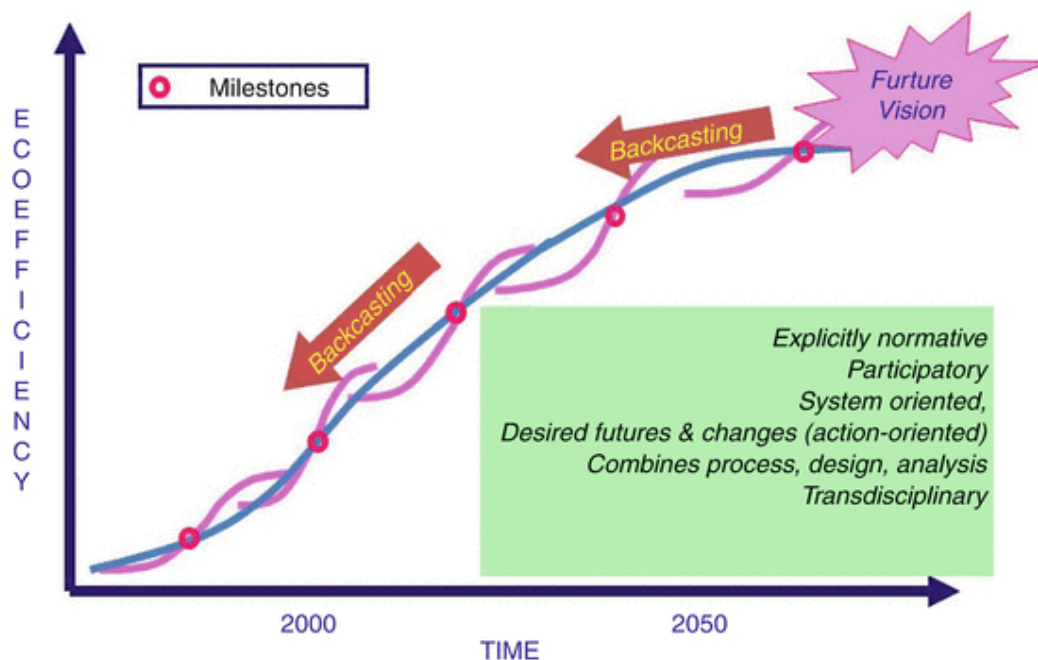 Furture
Vision
Milestones
Backcasting
Backcasting
ECOEFFICIENCY
Explicitly normative
Participatory
System oriented,
Desired futures & changes (action-oriented)
Combines process, design, analysis
Transdisciplinary
2000
2050
TIME